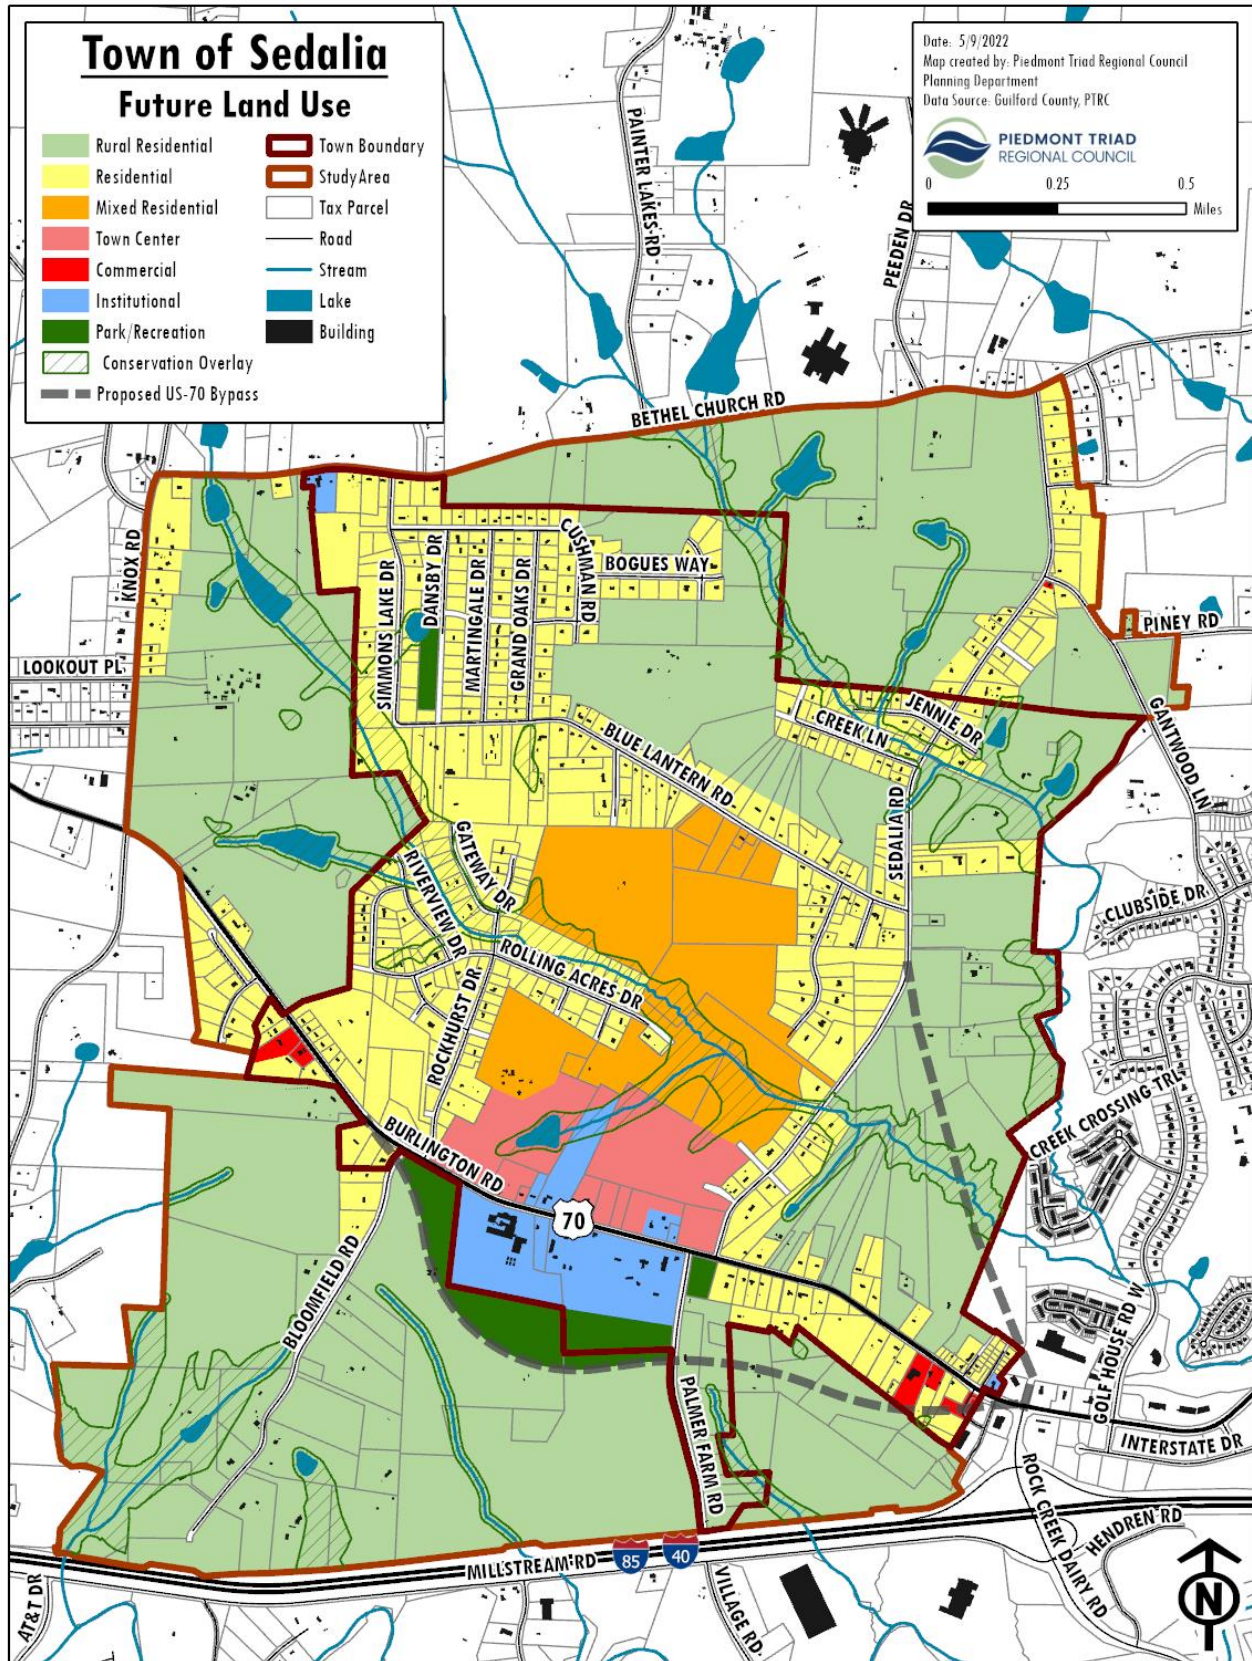 Town of Sedalia
Future Land Use
Rural Residential
Residential
Mixed Residential
Town Center
Commercial
Institutional
Park/Recreation
Conservation Overlay
Proposed US-70 Bypass
Town Boundary
StudyArea
Tax Parcel
Road
Stream
Lake
Building
Date: 5/9/2022
Map created by: Piedmont Triad Regional Council
Planning Department
Data Source: Guilford County, PTRC
PIEDMONT TRIAD
REGIONAL COUNCIL
0 0.25 0.5
Miles
PAINTER LAKES RD
PEEDEN DR
BETHEL CHURCH RD
KNOX RD
CUSHMAN RD
BOGUES WAY
SIMMONS LAKE DR
DANSBY DR
MARTINGALE DR
GRAND OAKS DR
PINEY RD
LOOKOUT PL
JENNIE DR
CREEK LN
GANTWOOD LN
BLUE LANTERN RD
SEDALIA RD
GATEWAY DR
RIVERVIEW DR
CLUBSIDE DR
ROLLING ACRES DR
ROCKHURST DR
CREEK CROSSING TRL
BURLINGTON RD
70
BLOOMFIELD RD
GOLF HOUSE RD W
PALMER FARM RD
INTERSTATE DR
ROCK CREEK DAIRY RD
HENDREN RD
MILLSTREAM RD
85
40
AT&T DR
VILLAGE RD
N